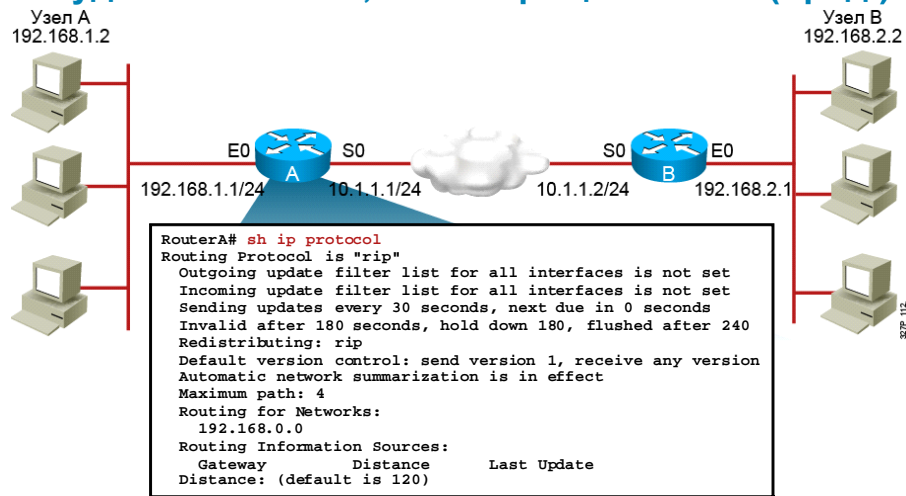 Узел A
192.168.1.2
Узел B
192.168.2.2
E0
S0
S0
E0
A
B
192.168.1.1/24
10.1.1.1/24
10.1.1.2/24
192.168.2.1
RouterA# sh ip protocol
Routing Protocol is "rip"
Outgoing update filter list for all interfaces is not set
Incoming update filter list for all interfaces is not set
Sending updates every 30 seconds, next due in 0 seconds
Invalid after 180 seconds, hold down 180, flushed after 240
Redistributing: rip
Default version control: send version 1, receive any version
Automatic network summarization is in effect
Maximum path: 4
Routing for Networks:
192.168.0.0
Routing Information Sources:
Gateway Distance Last Update
Distance: (default is 120)
327P_112